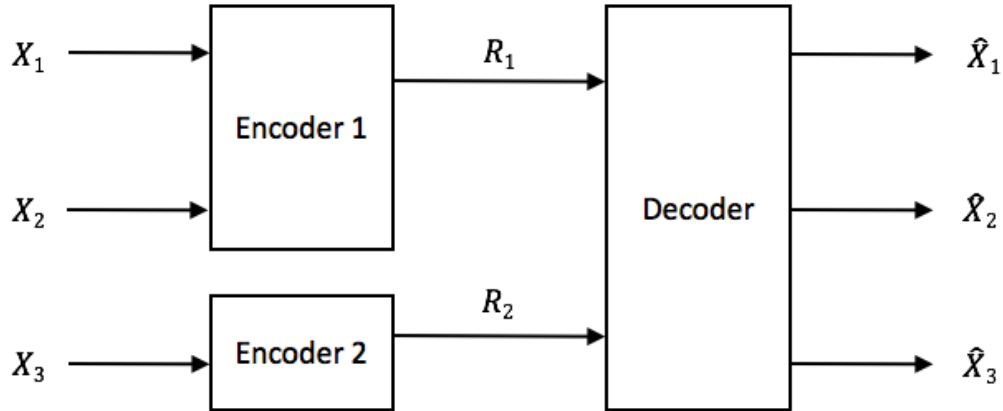 X₁
R₁
X̂₁
Encoder 1
X₂
Decoder
X̂₂
R₂
X₃
Encoder 2
X̂₃